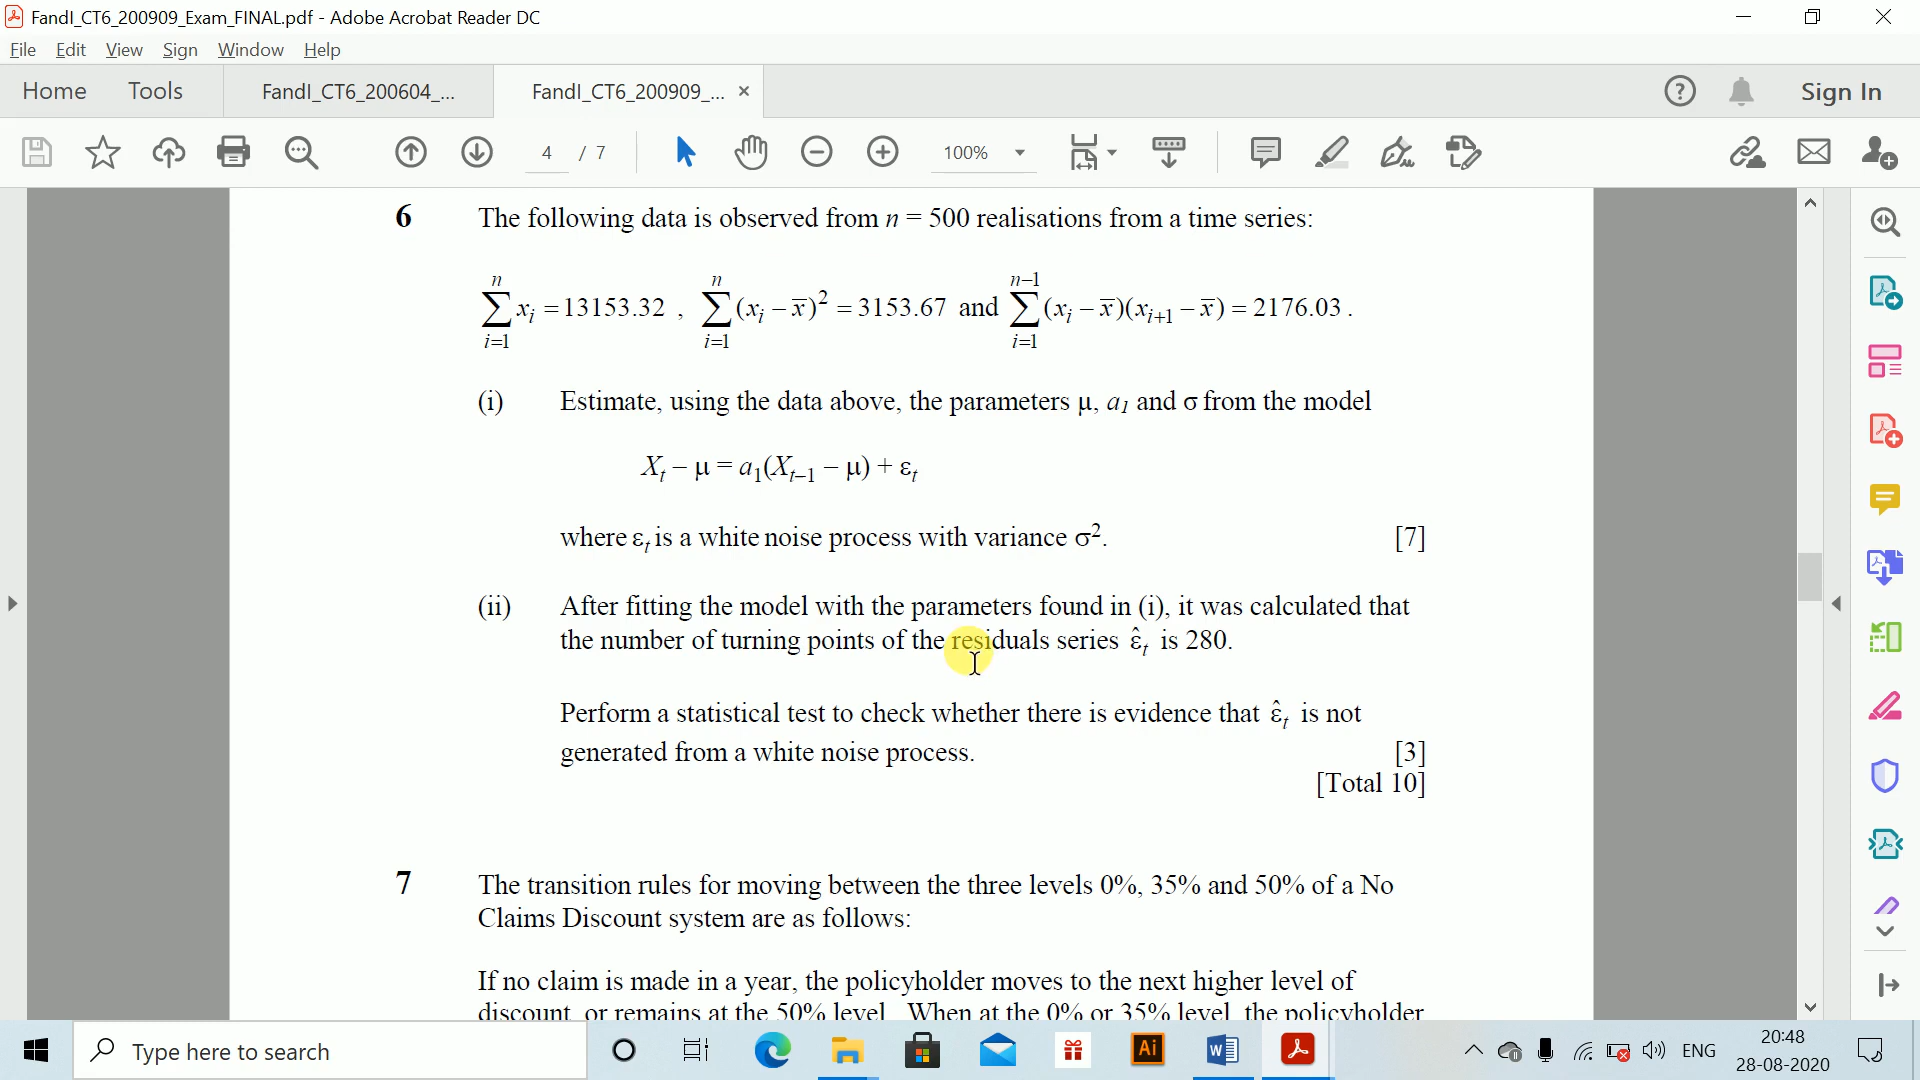 FandI_CT6_200909_Exam_FINAL.pdf - Adobe Acrobat Reader DC
File Edit View Sign Window Help
Home Tools FandI_CT6_200604_... FandI_CT6_200909_... × Sign In
4 / 7 100%
6 The following data is observed from n = 500 realisations from a time series:
∑_{i=1}^{n} x_i = 13153.32 , ∑_{i=1}^{n} (x_i − x̅)² = 3153.67 and ∑_{i=1}^{n−1} (x_i − x̅)(x_{i+1} − x̅) = 2176.03 .
(i) Estimate, using the data above, the parameters μ, a₁ and σ from the model
X_t − μ = a₁(X_{t−1} − μ) + ε_t
where ε_t is a white noise process with variance σ². [7]
(ii) After fitting the model with the parameters found in (i), it was calculated that
the number of turning points of the residuals series ε̂_t is 280.
Perform a statistical test to check whether there is evidence that ε̂_t is not
generated from a white noise process. [3]
[Total 10]
7 The transition rules for moving between the three levels 0%, 35% and 50% of a No
Claims Discount system are as follows:
If no claim is made in a year, the policyholder moves to the next higher level of
discount or remains at the 50% level When at the 0% or 35% level the policyholder
Type here to search
Ai
ENG
20:48
28-08-2020